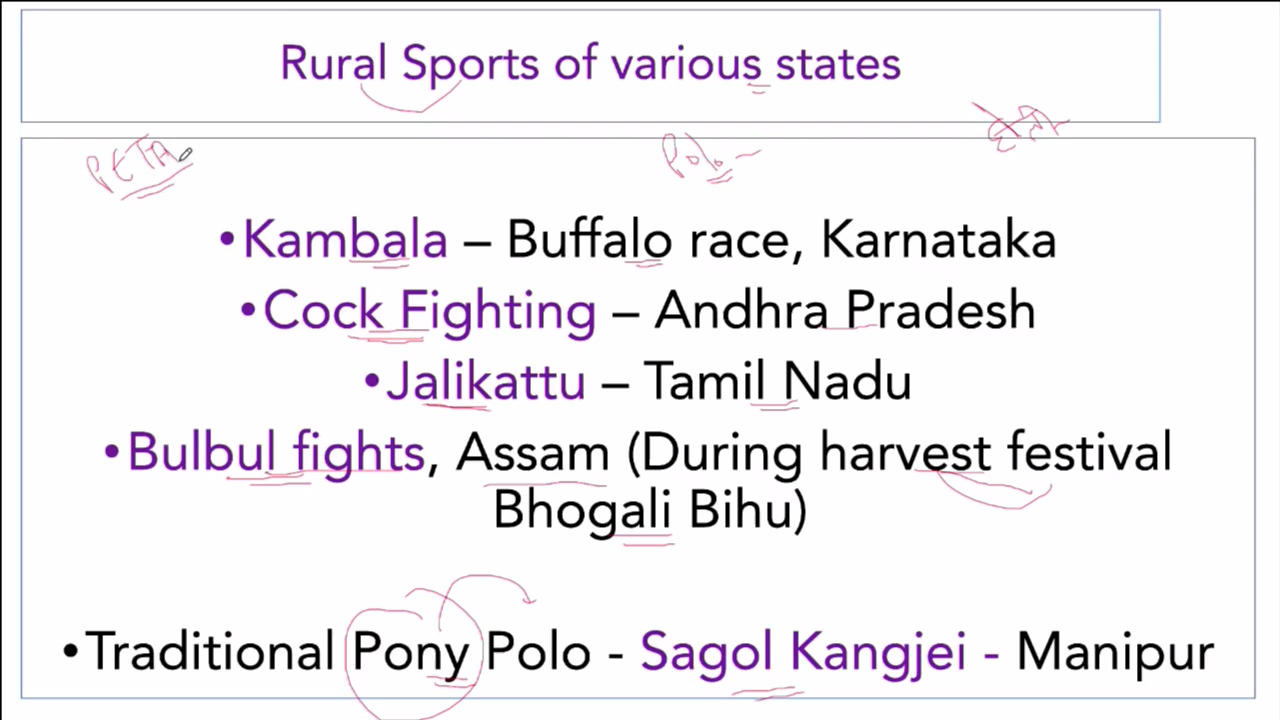 Rural Sports of various states
PETA
Polo -
•Kambala – Buffalo race, Karnataka
•Cock Fighting – Andhra Pradesh
•Jalikattu – Tamil Nadu
•Bulbul fights, Assam (During harvest festival
Bhogali Bihu)
•Traditional Pony Polo - Sagol Kangjei - Manipur